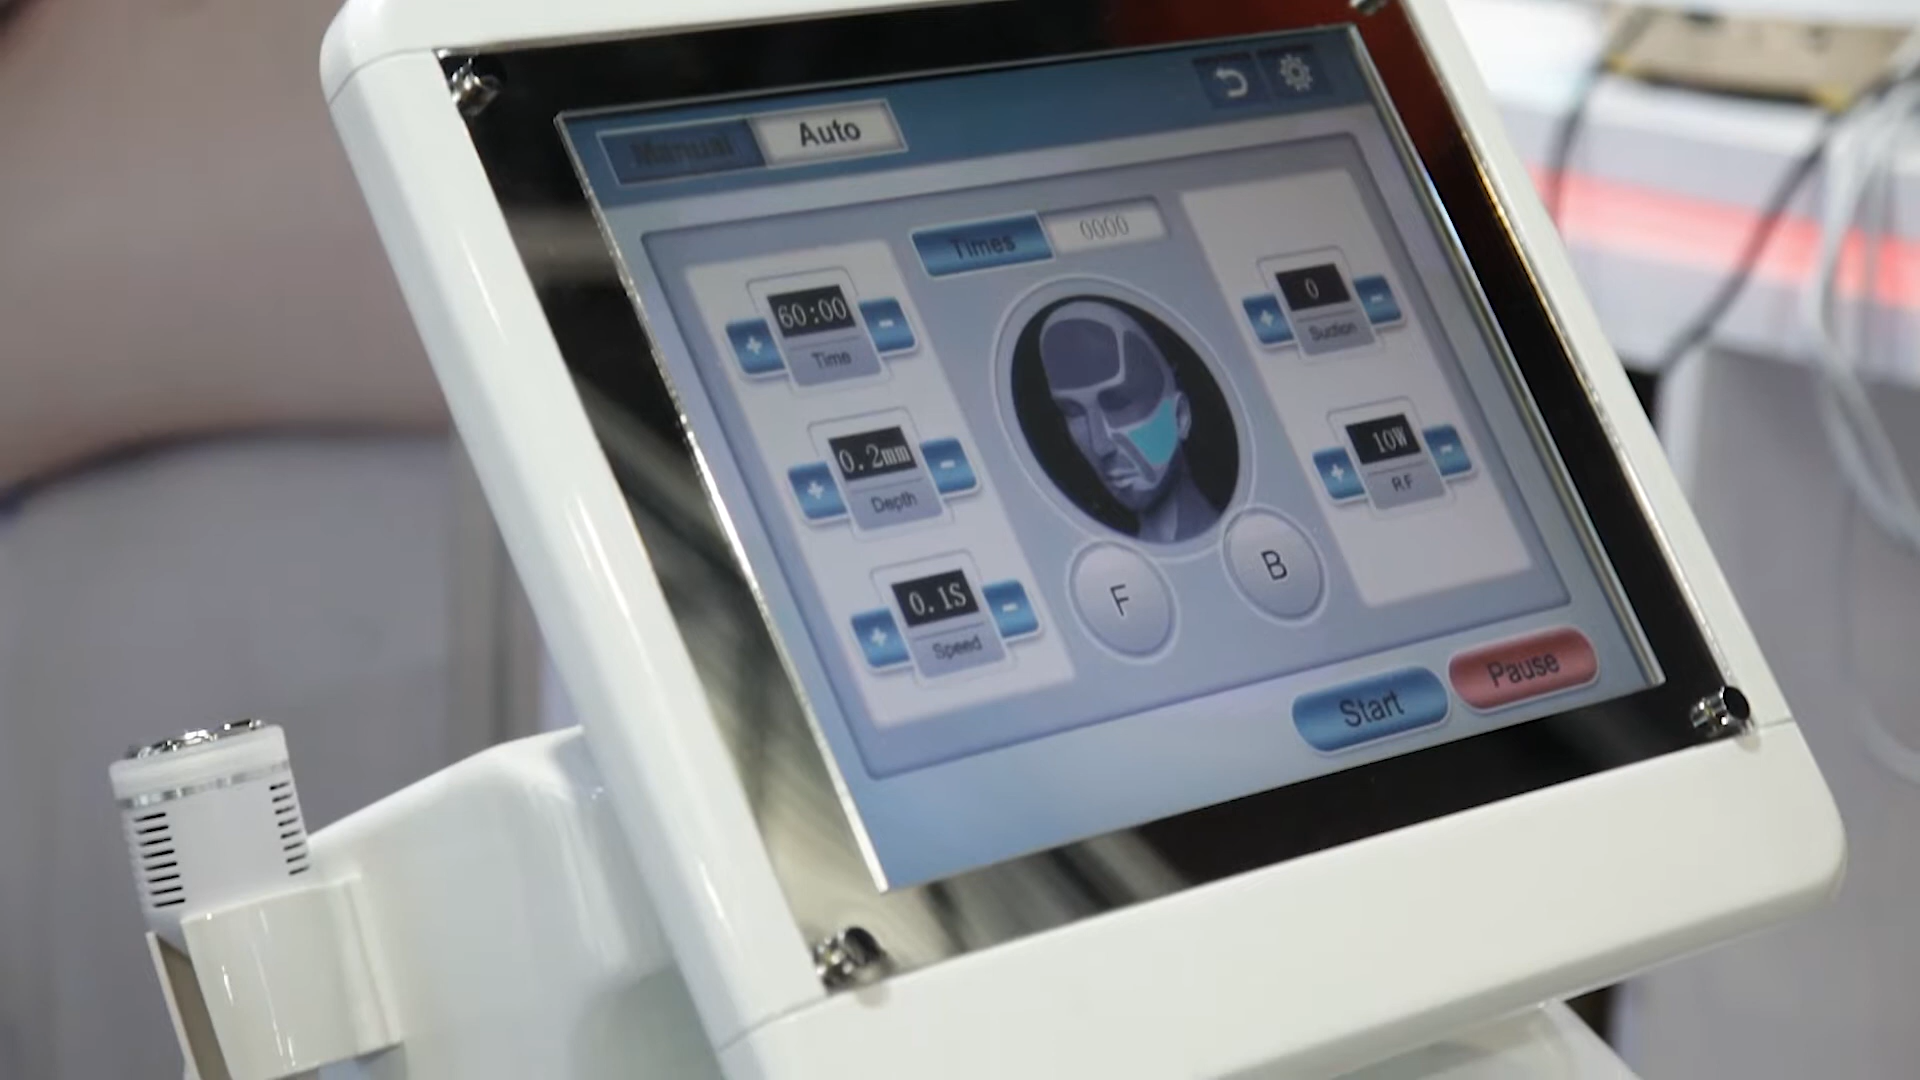 Manual Auto
Times 0000
+ 60:00 -
Time
+ 0.2mm -
Depth
+ 0.1S -
Speed
+ 0 -
Suction
+ 10W -
RF
F
B
Start
Pause